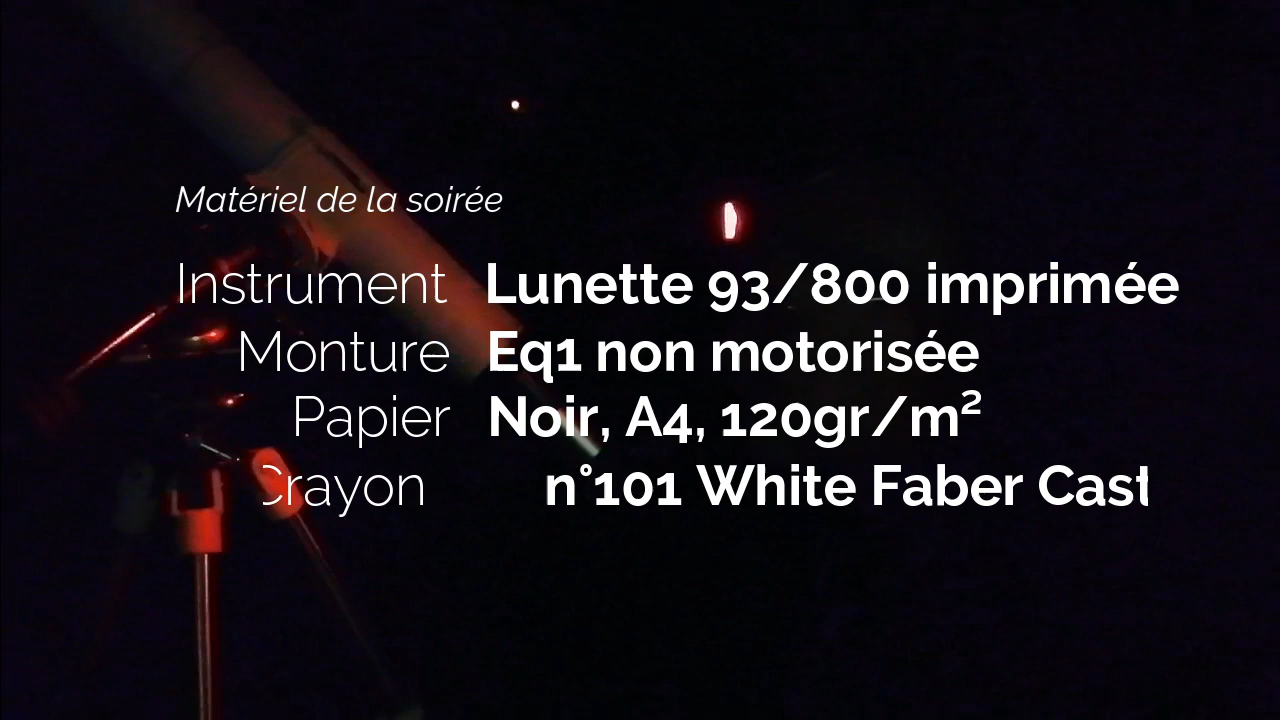 Matériel de la soirée
Instrument Lunette 93/800 imprimée
Monture Eq1 non motorisée
Papier Noir, A4, 120gr/m²
Crayon n°101 White Faber Cast